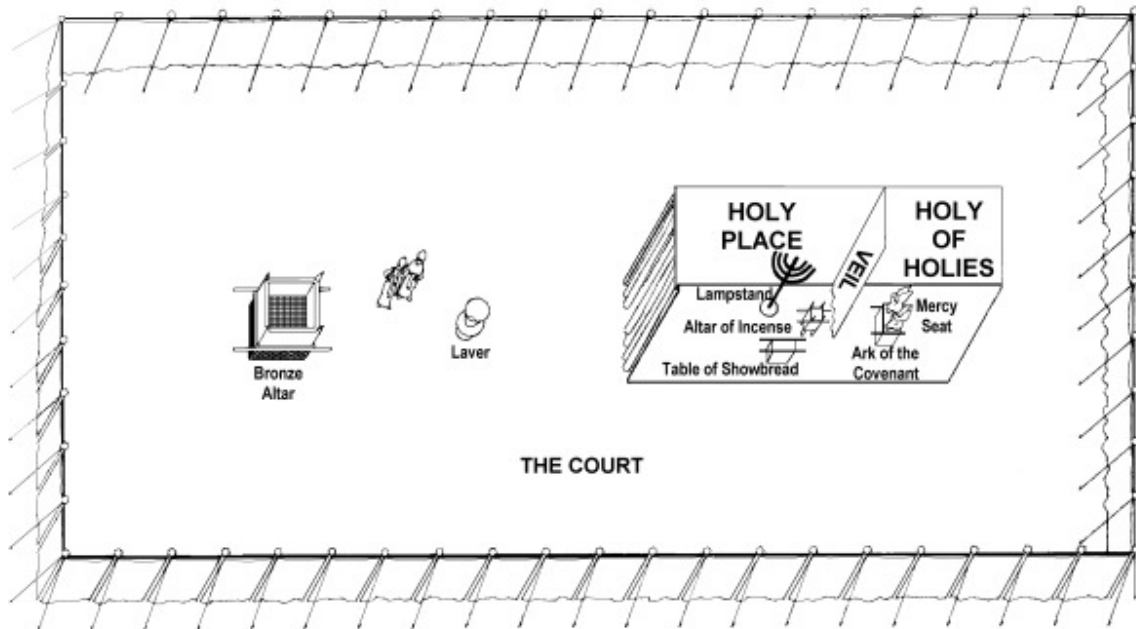 HOLY
PLACE
HOLY
OF
HOLIES
VEIL
Lampstand
Mercy
Seat
Altar of Incense
Laver
Ark of the
Covenant
Table of Showbread
Bronze
Altar
THE COURT